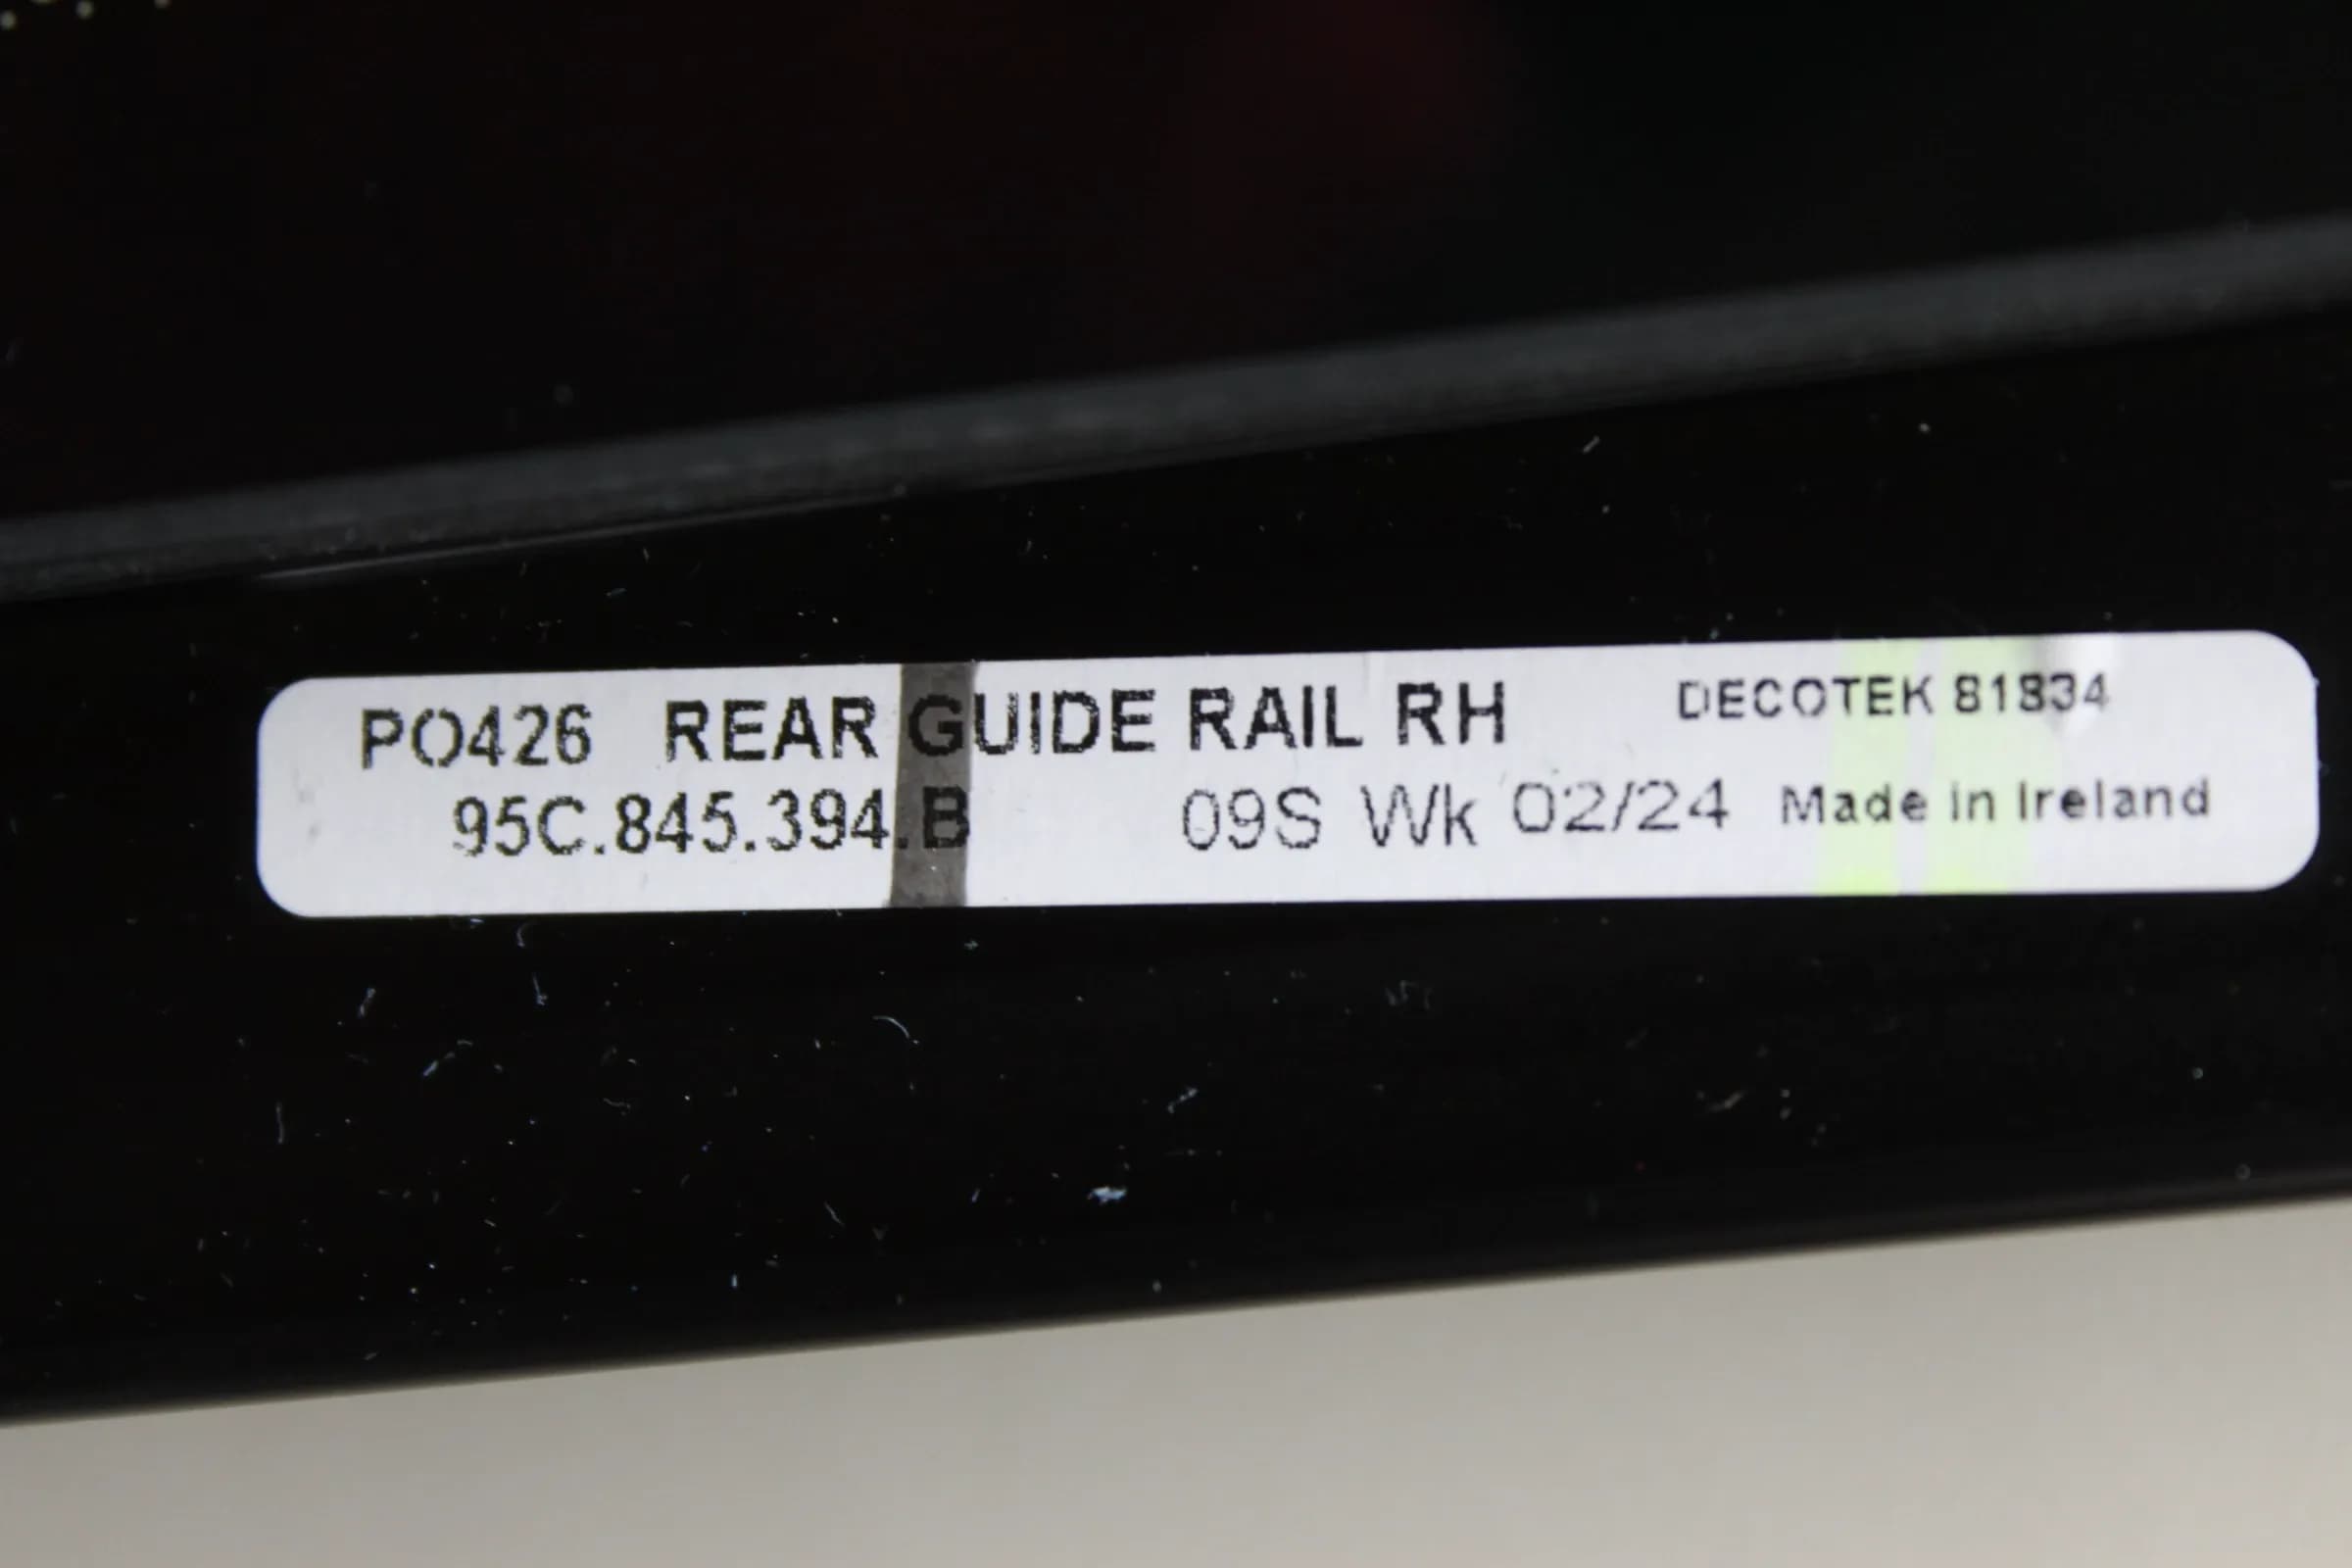 PO426 REAR GUIDE RAIL RH DECOTEK 81834
95C.845.394.B 09S Wk 02/24 Made in Ireland